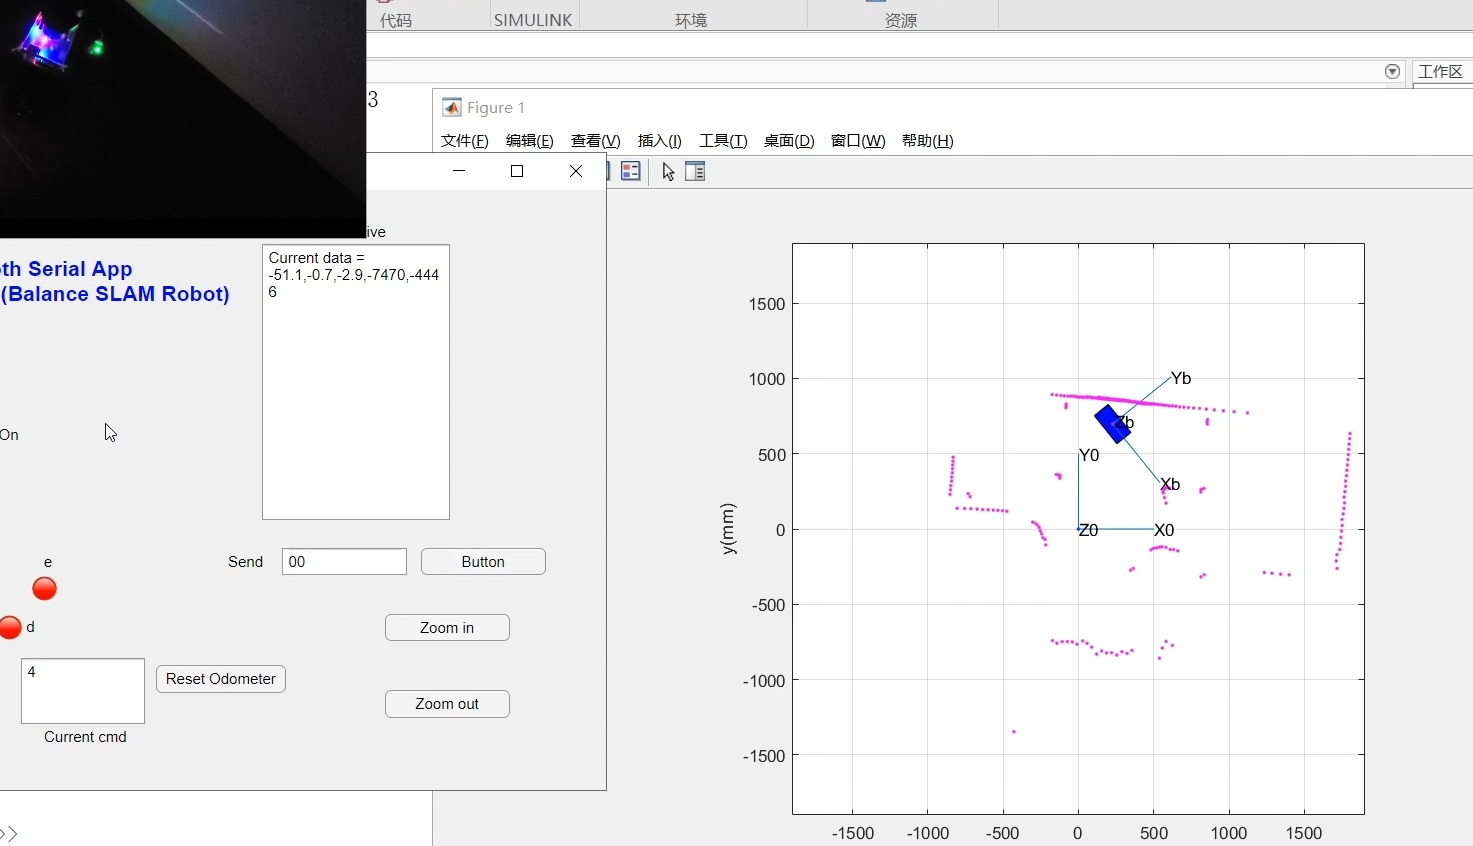 代码
SIMULINK
环境
资源
工作区
3
Figure 1
文件(F) 编辑(E) 查看(V) 插入(I) 工具(T) 桌面(D) 窗口(W) 帮助(H)
ive
oth Serial App
(Balance SLAM Robot)
Current data =
-51.1,-0.7,-2.9,-7470,-444
6
On
e
d
Send
00
Button
Zoom in
4
Reset Odometer
Zoom out
Current cmd
>>
1500
1000
500
0
-500
-1000
-1500
y(mm)
Yb
Zb
Xb
Y0
Z0
X0
-1500 -1000 -500 0 500 1000 1500